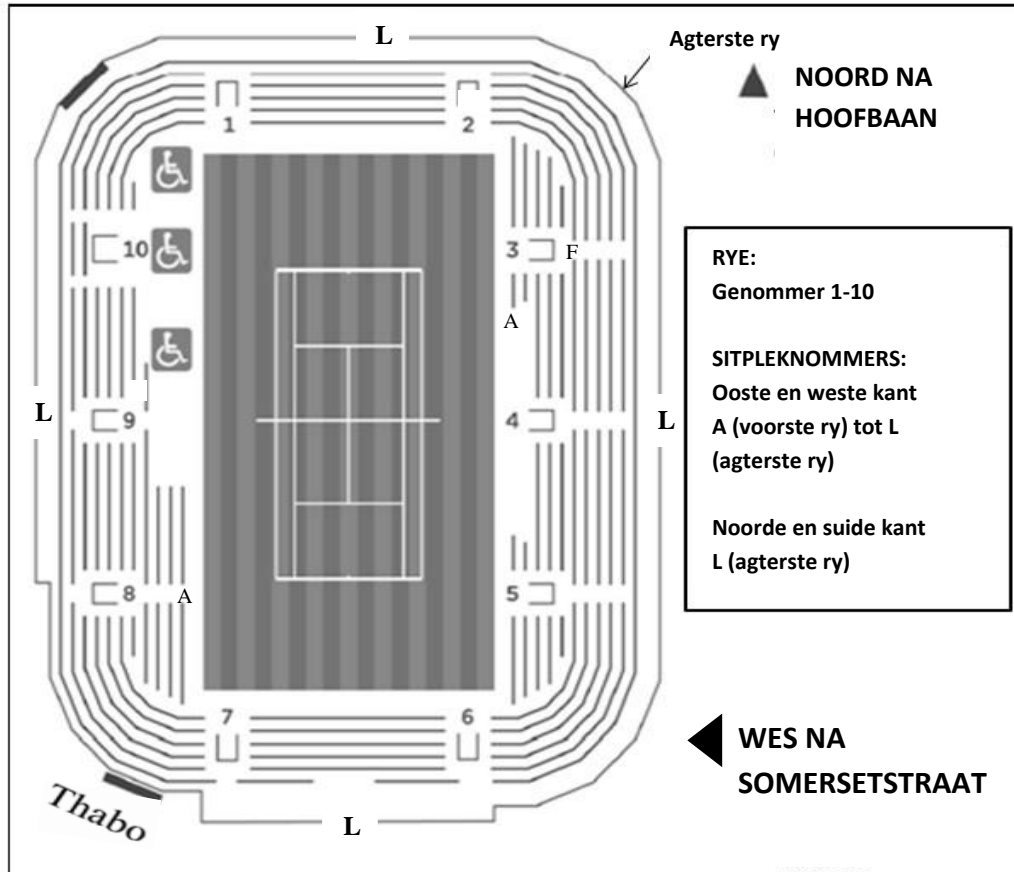 L
Agterste ry
NOORD NA
HOOFBAAN
1
2
10
3
F
A
L
9
4
L
8
A
5
7
6
Thabo
L
RYE:
Genommer 1-10
SITPLEKNOMMERS:
Ooste en weste kant
A (voorste ry) tot L
(agterste ry)
Noorde en suide kant
L (agterste ry)
WES NA
SOMERSETSTRAAT